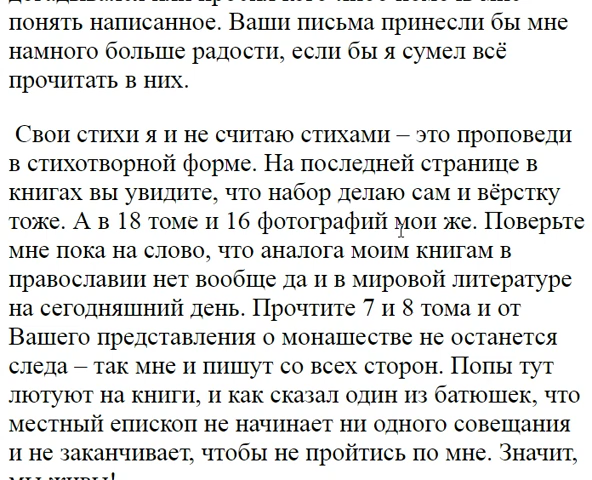 понять написанное. Ваши письма принесли бы мне
намного больше радости, если бы я сумел всё
прочитать в них.
Свои стихи я и не считаю стихами – это проповеди
в стихотворной форме. На последней странице в
книгах вы увидите, что набор делаю сам и вёрстку
тоже. А в 18 томе и 16 фотографий мои же. Поверьте
мне пока на слово, что аналога моим книгам в
православии нет вообще да и в мировой литературе
на сегодняшний день. Прочтите 7 и 8 тома и от
Вашего представления о монашестве не останется
следа – так мне и пишут со всех сторон. Попы тут
лютуют на книги, и как сказал один из батюшек, что
местный епископ не начинает ни одного совещания
и не заканчивает, чтобы не пройтись по мне. Значит,
мы живы!